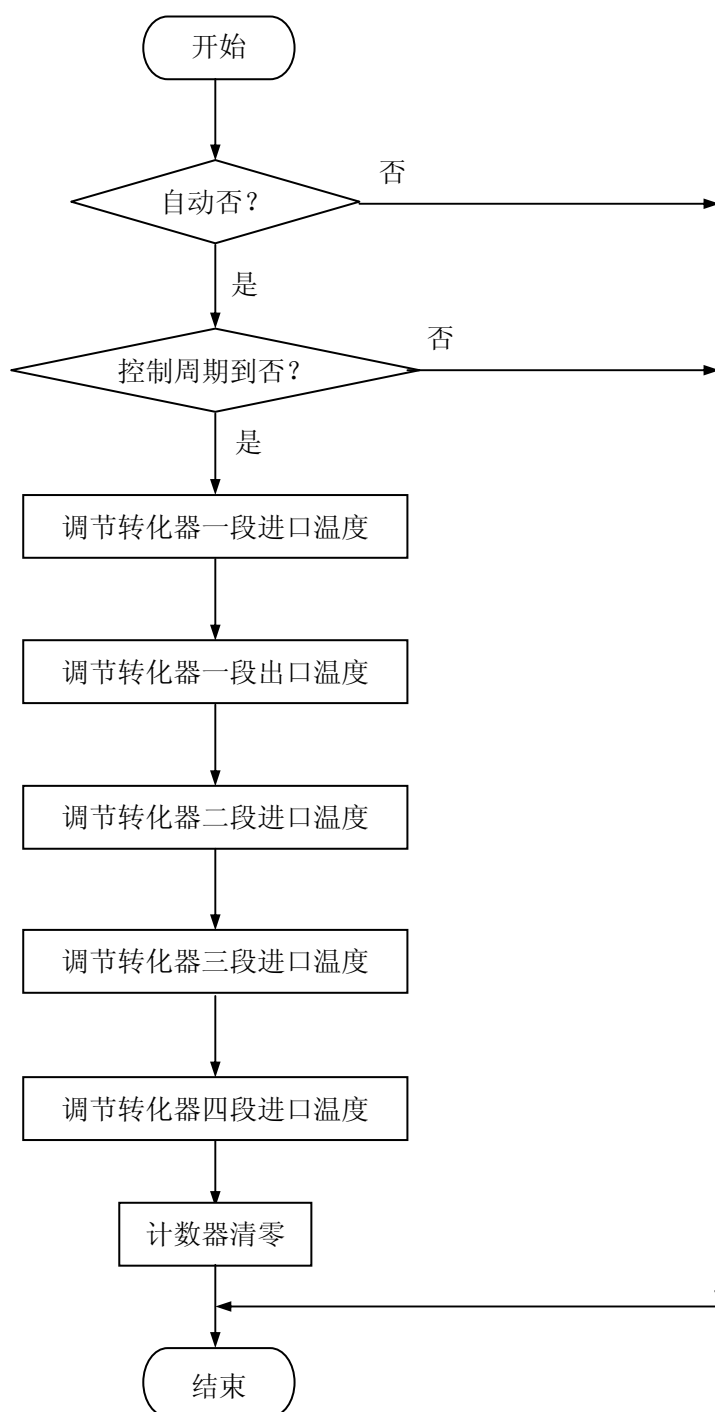 开始
否
自动否？
是
否
控制周期到否？
是
调节转化器一段进口温度
调节转化器一段出口温度
调节转化器二段进口温度
调节转化器三段进口温度
调节转化器四段进口温度
计数器清零
结束